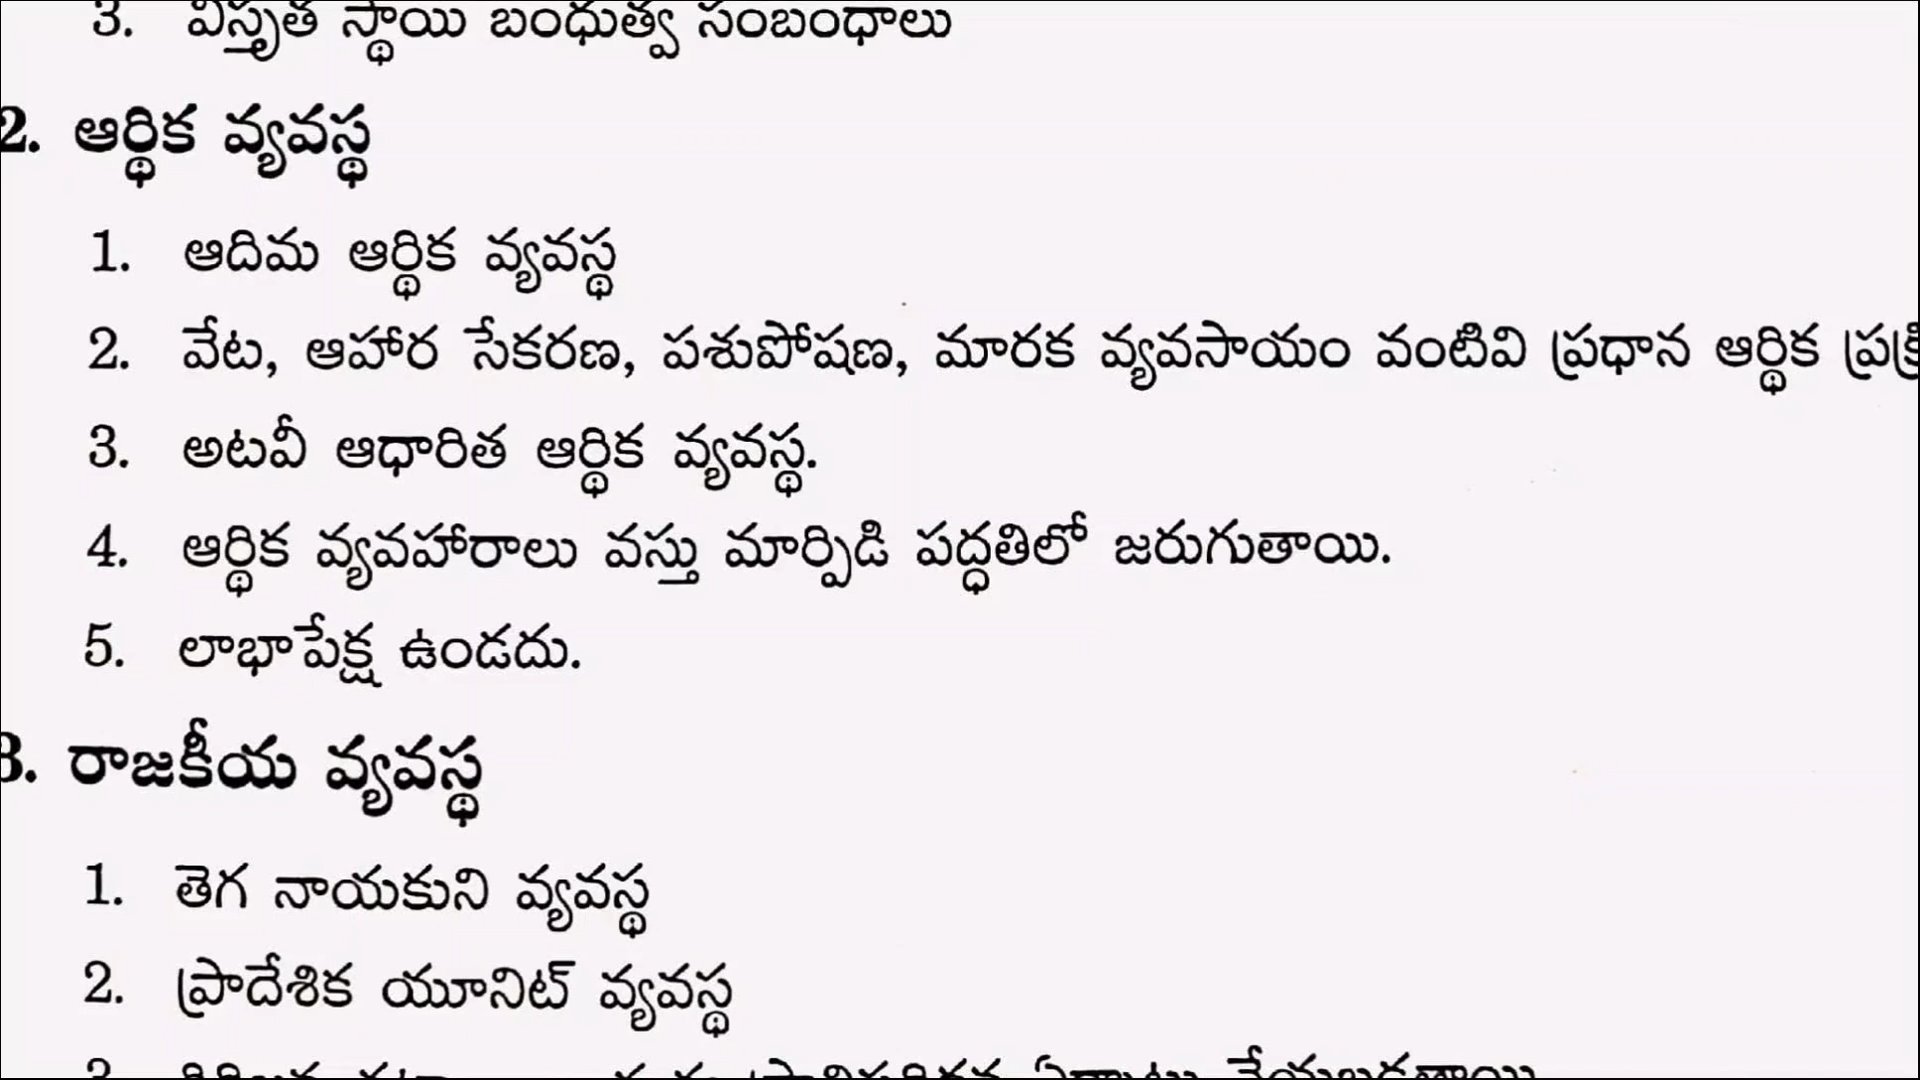 3. విస్తృత స్థాయి బంధుత్వ సంబంధాలు
2. ఆర్థిక వ్యవస్థ
1. ఆదిమ ఆర్థిక వ్యవస్థ
2. వేట, ఆహార సేకరణ, పశుపోషణ, మారక వ్యవసాయం వంటివి ప్రధాన ఆర్థిక
3. అటవీ ఆధారిత ఆర్థిక వ్యవస్థ.
4. ఆర్థిక వ్యవహారాలు వస్తు మార్పిడి పద్ధతిలో జరుగుతాయి.
5. లాభాపేక్ష ఉండదు.
3. రాజకీయ వ్యవస్థ
1. తెగ నాయకుని వ్యవస్థ
2. ప్రాదేశిక యూనిట్ వ్యవస్థ